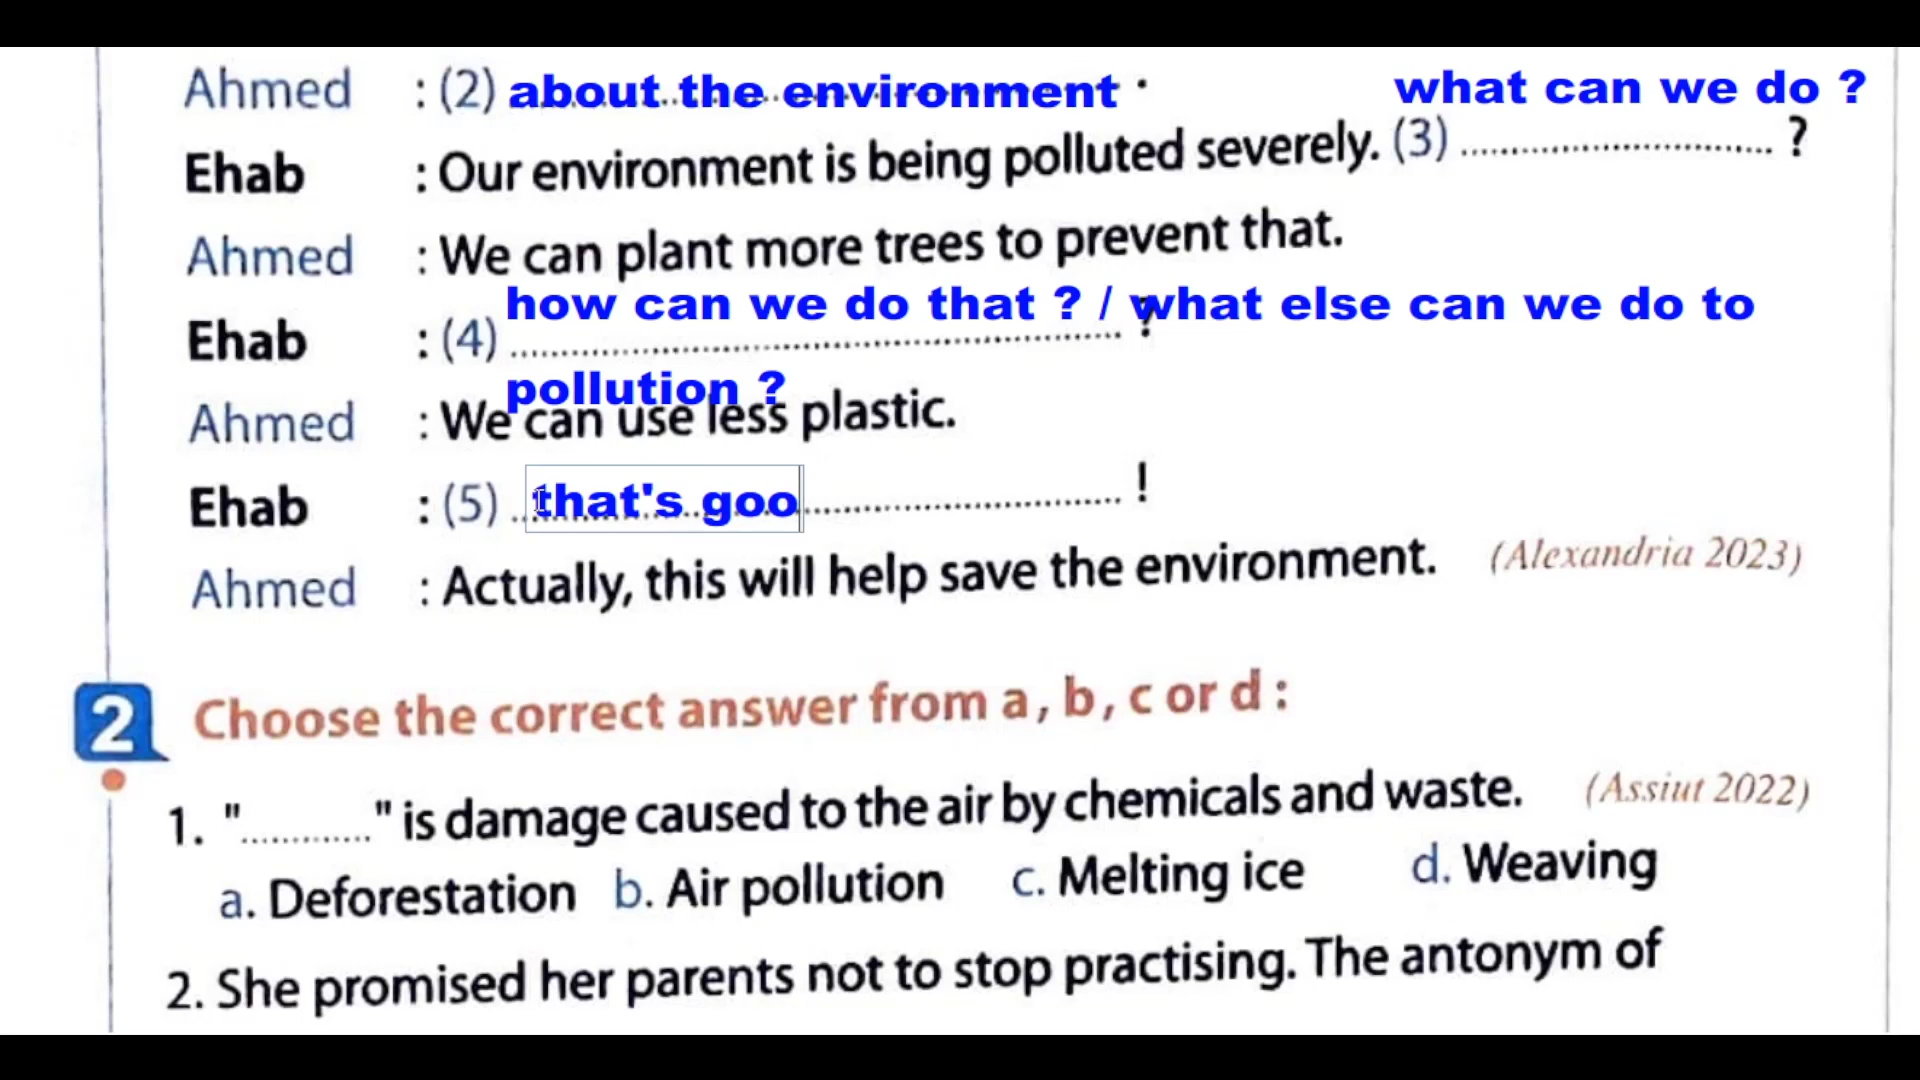 Ahmed : (2) about the environment .
what can we do ?
Ehab : Our environment is being polluted severely. (3) ........................ ?
Ahmed : We can plant more trees to prevent that.
how can we do that ? / what else can we do to
Ehab : (4) ........................ ?
pollution ?
Ahmed : We can use less plastic.
Ehab : (5) that's goo ........................ !
Ahmed : Actually, this will help save the environment. (Alexandria 2023)
2 Choose the correct answer from a, b, c or d :
1. "............" is damage caused to the air by chemicals and waste. (Assiut 2022)
a. Deforestation b. Air pollution c. Melting ice d. Weaving
2. She promised her parents not to stop practising. The antonym of